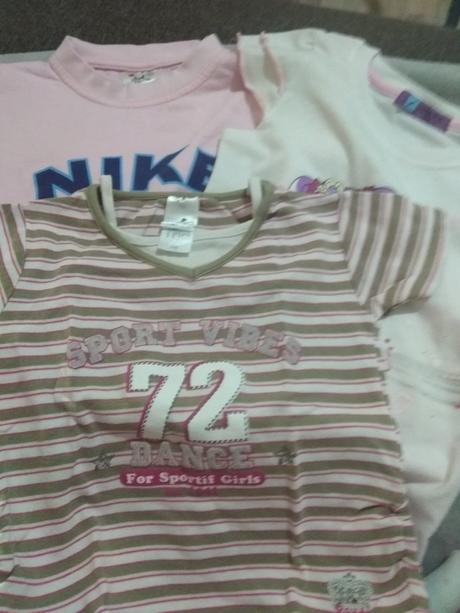 NIKE
SPORT VIBES
72
DANCE
For Sportif Girls